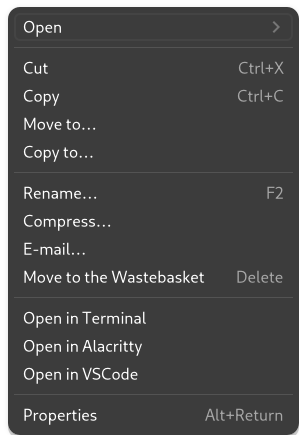 Open
Cut Ctrl+X
Copy Ctrl+C
Move to…
Copy to…
Rename… F2
Compress…
E-mail…
Move to the Wastebasket Delete
Open in Terminal
Open in Alacritty
Open in VSCode
Properties Alt+Return